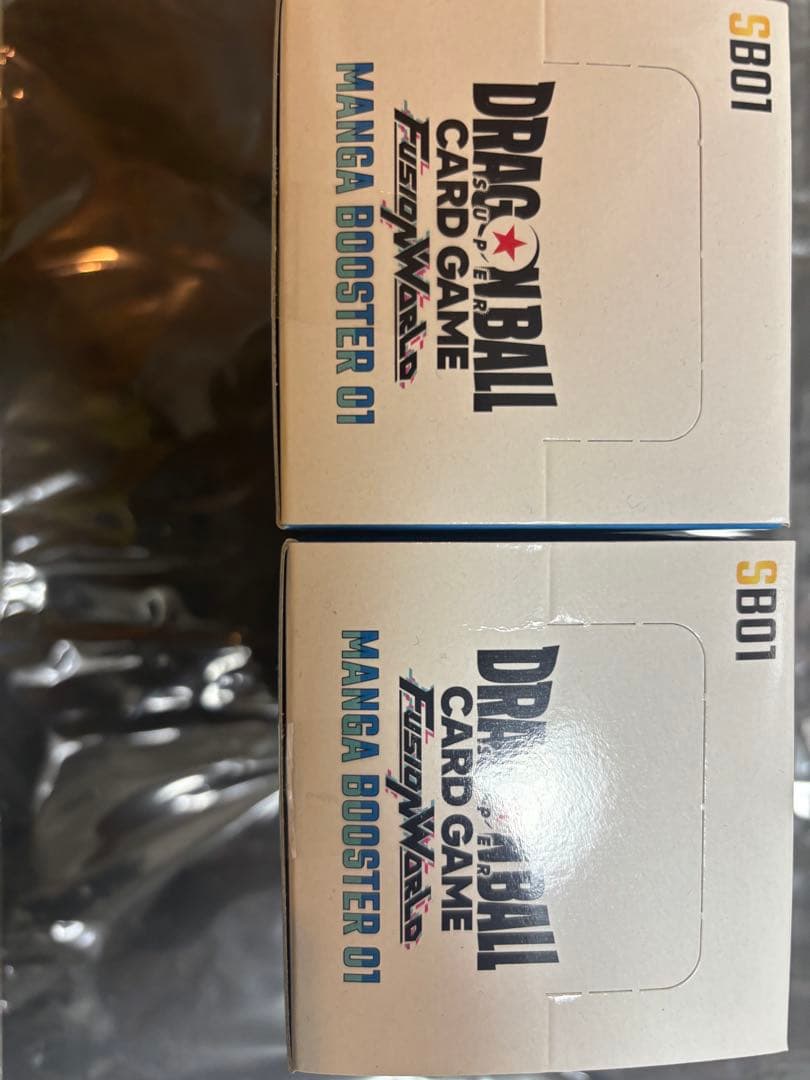 SB01
DRAGON BALL
SUPER
CARD GAME
FUSION WORLD
MANGA BOOSTER 01
SB01
DRAGON BALL
SUPER
CARD GAME
FUSION WORLD
MANGA BOOSTER 01